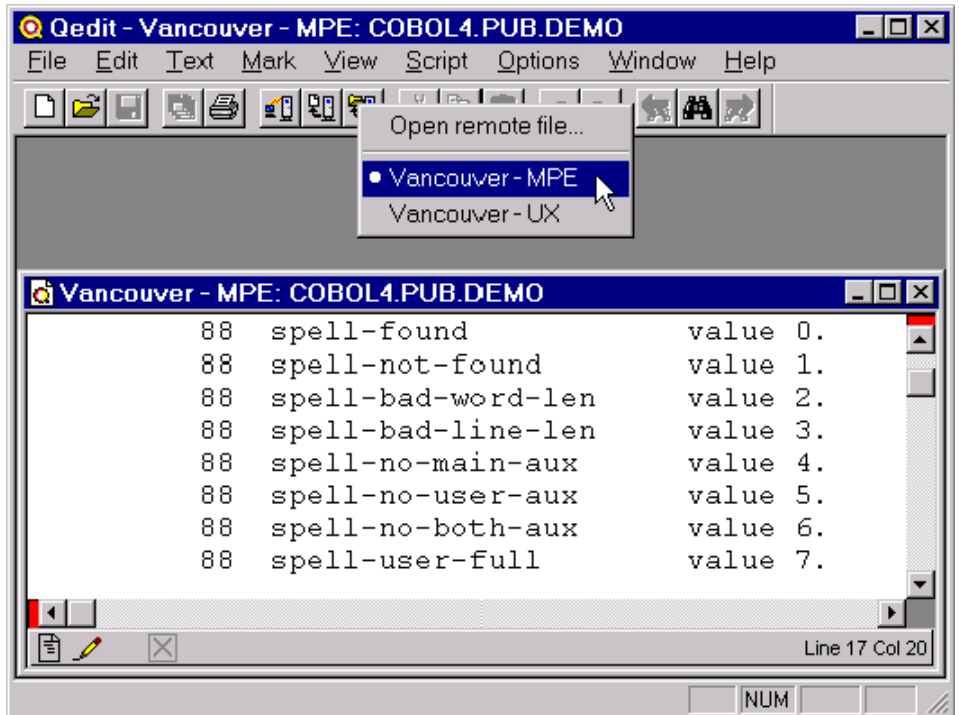 Qedit - Vancouver - MPE: COBOL4.PUB.DEMO
File Edit Text Mark View Script Options Window Help
Open remote file...
Vancouver - MPE
Vancouver - UX
Vancouver - MPE: COBOL4.PUB.DEMO
88 spell-found value 0.
88 spell-not-found value 1.
88 spell-bad-word-len value 2.
88 spell-bad-line-len value 3.
88 spell-no-main-aux value 4.
88 spell-no-user-aux value 5.
88 spell-no-both-aux value 6.
88 spell-user-full value 7.
Line 17 Col 20
NUM